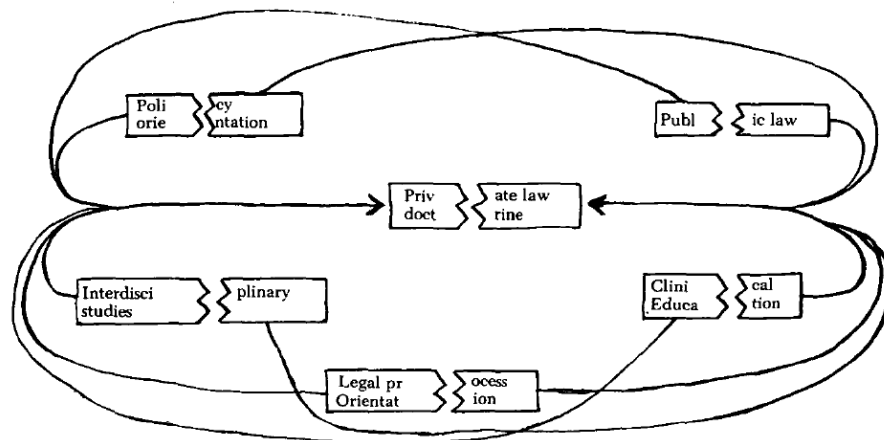 Poli cy
orie ntation
Publ ic law
Priv ate law
doct rine
Interdisci plinary
studies
Clini cal
Educa tion
Legal pr ocess
Orientat ion